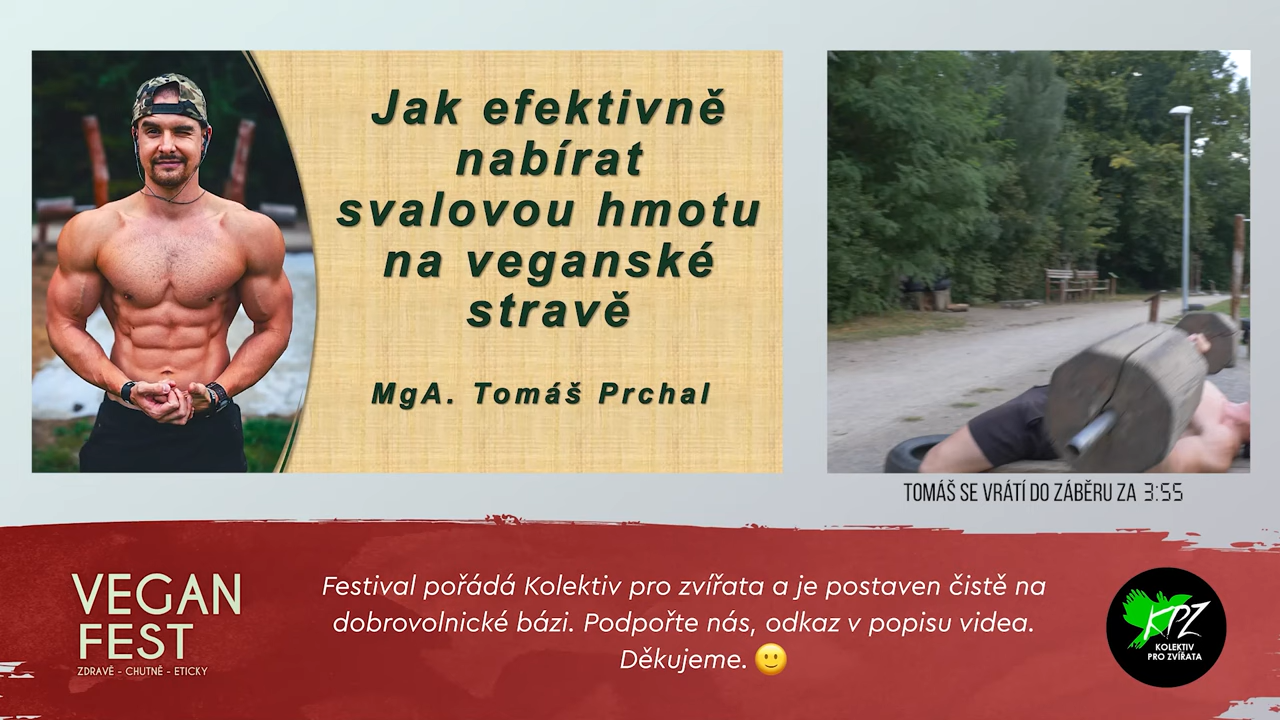 Jak efektivně
nabírat
svalovou hmotu
na veganské
stravě
MgA. Tomáš Prchal
TOMÁŠ SE VRÁTÍ DO ZÁBĚRU ZA 3:55
VEGAN
FEST
ZDRAVĚ - CHUTNĚ - ETICKY
Festival pořádá Kolektiv pro zvířata a je postaven čistě na
dobrovolnické bázi. Podpořte nás, odkaz v popisu videa.
Děkujeme. 🙂
KPZ
KOLEKTIV
PRO ZVÍŘATA